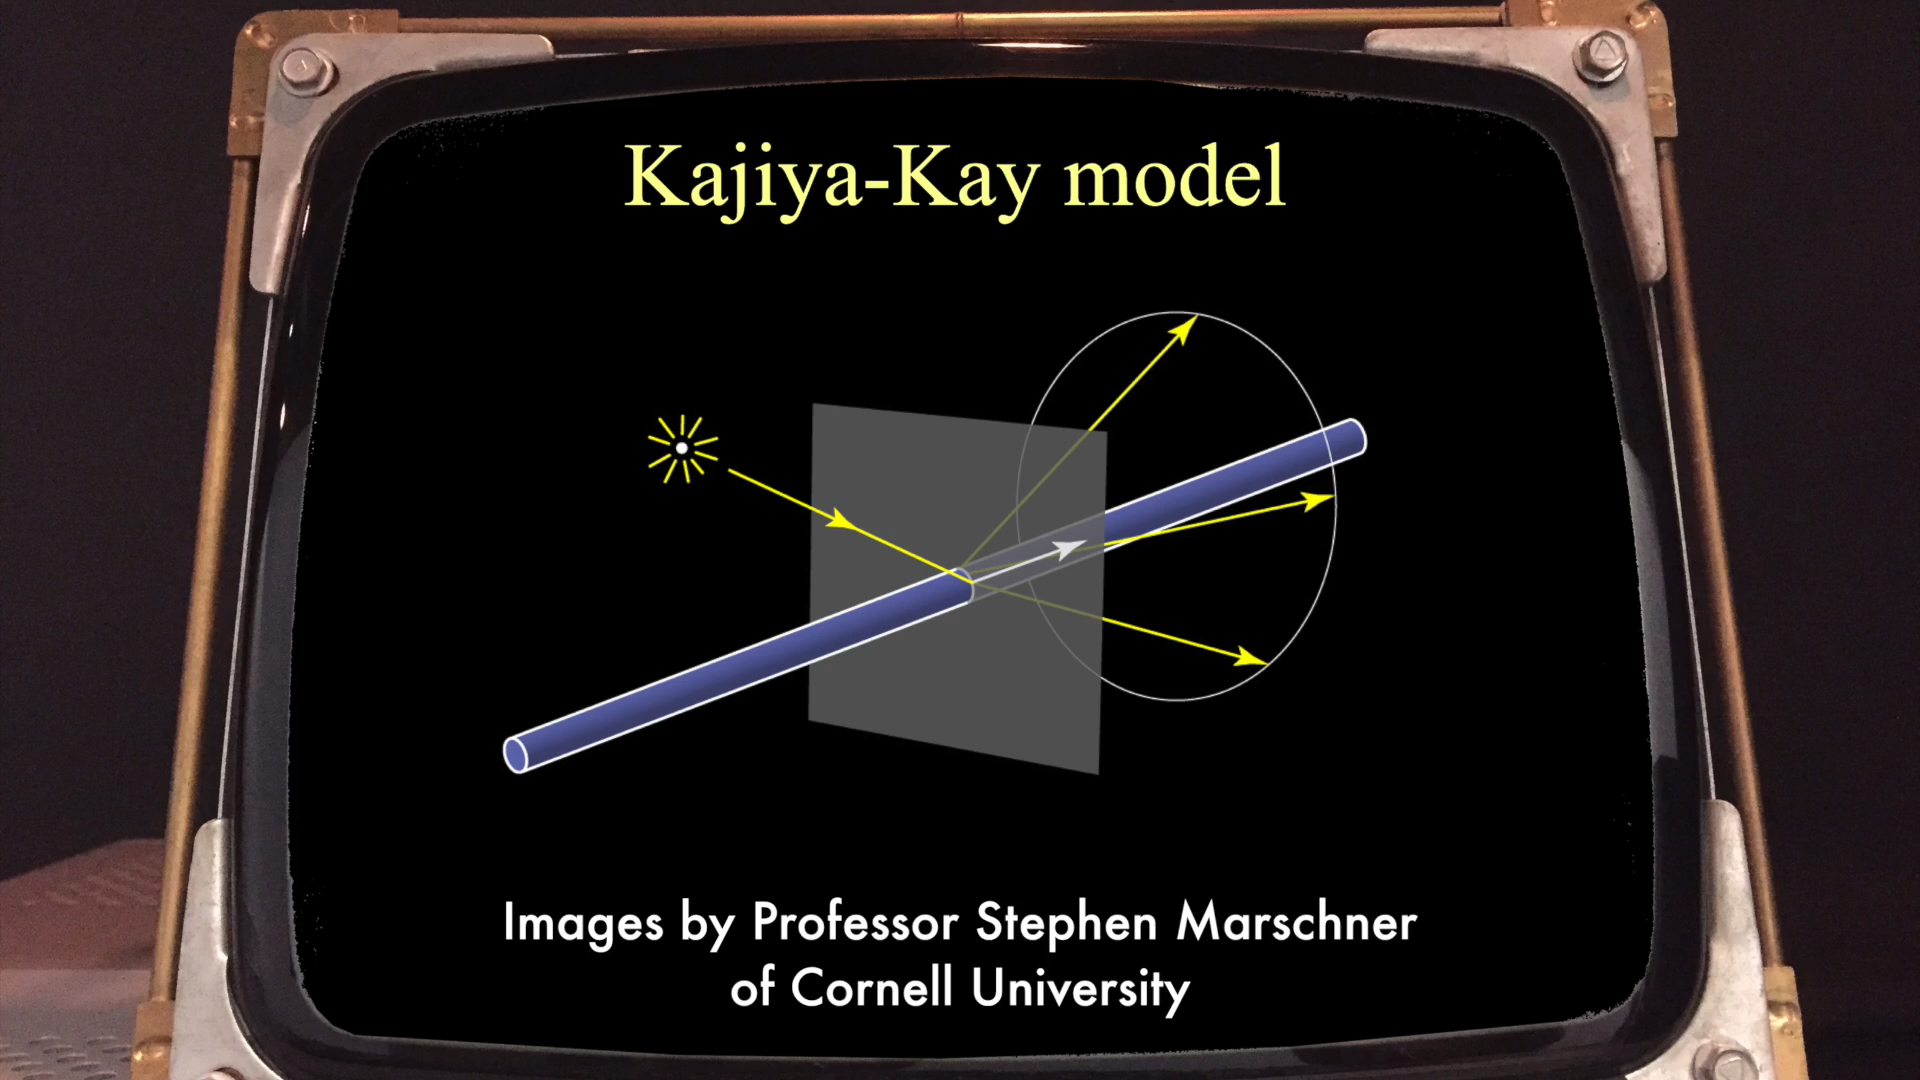 Kajiya-Kay model
Images by Professor Stephen Marschner
of Cornell University